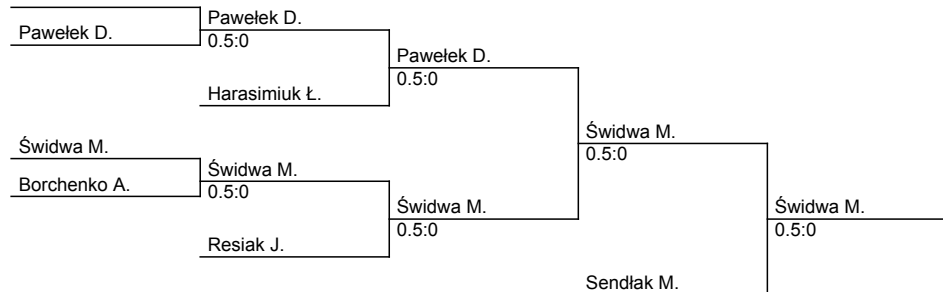 Pawełek D.
Pawełek D.
0.5:0
Pawełek D.
0.5:0
Harasimiuk Ł.
Świdwa M.
Świdwa M.
0.5:0
Świdwa M.
0.5:0
Borchenko A.
Świdwa M.
0.5:0
Świdwa M.
0.5:0
Resiak J.
Sendłak M.